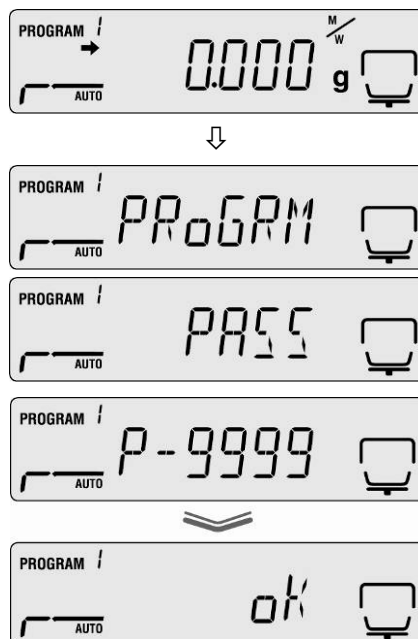 PROGRAM 1
M/W
0.000 g
AUTO
PROGRAM 1
PRoGRM
AUTO
PROGRAM 1
PASS
AUTO
PROGRAM 1
P-9999
AUTO
PROGRAM 1
oK
AUTO